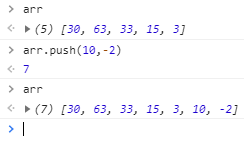 > arr
<· ▶ (5) [30, 63, 33, 15, 3]
> arr.push(10,-2)
<· 7
> arr
<· ▶ (7) [30, 63, 33, 15, 3, 10, -2]
>